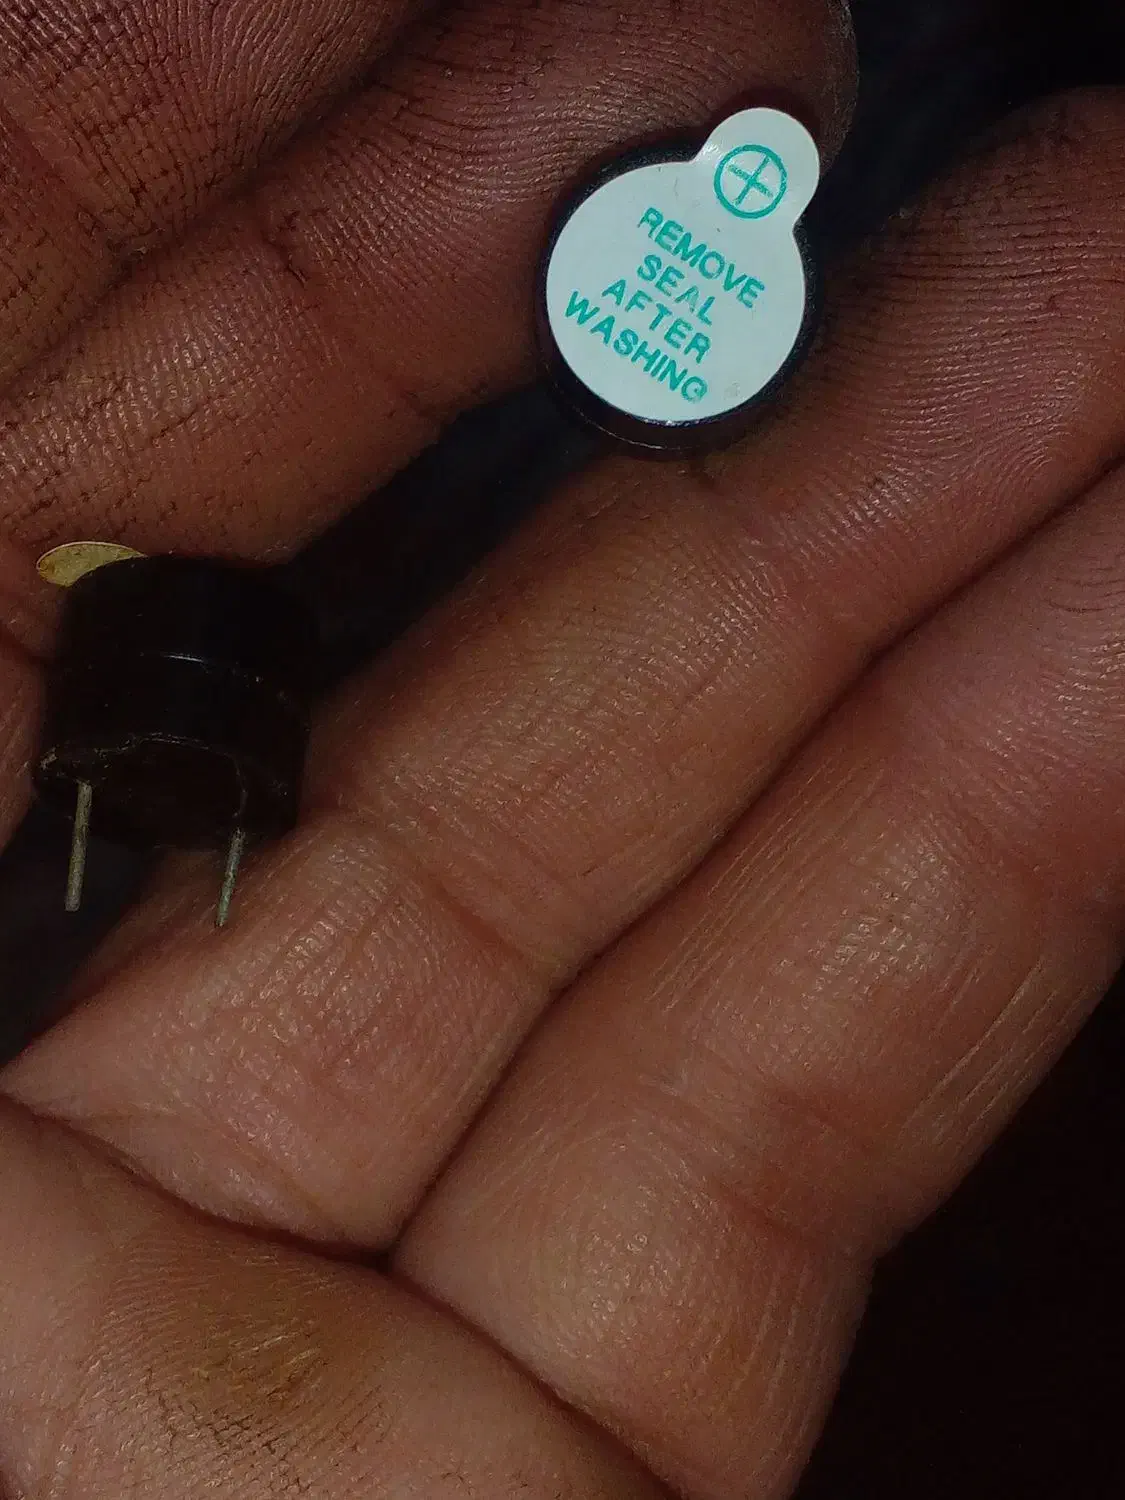 +
REMOVE
SEAL
AFTER
WASHING